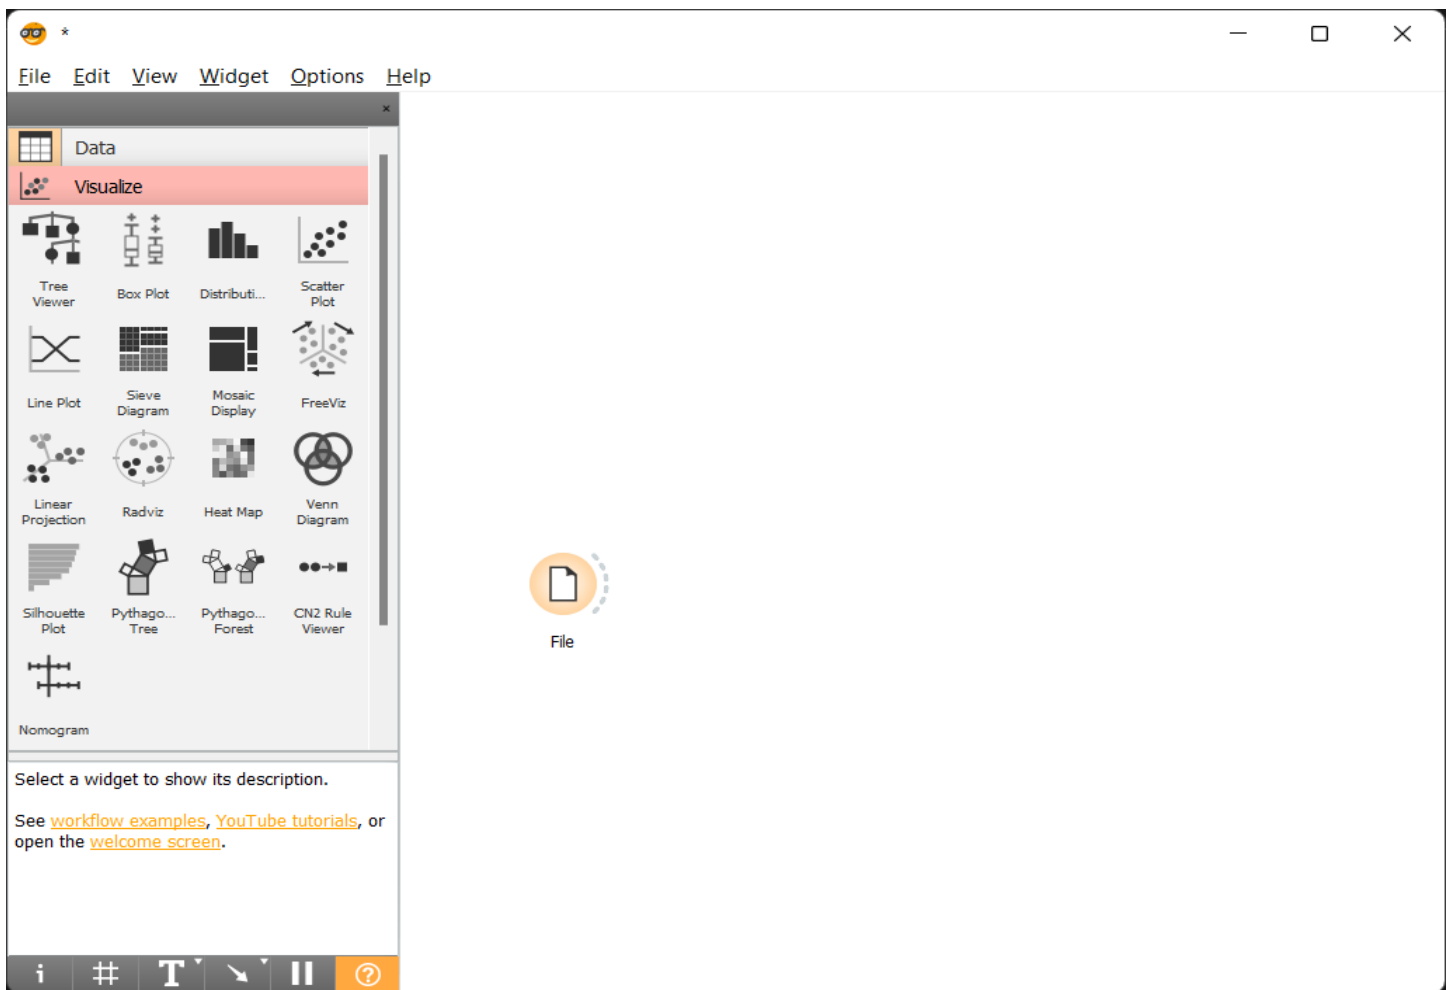 *
File Edit View Widget Options Help
Data
Visualize
Tree Viewer
Box Plot
Distributi...
Scatter Plot
Line Plot
Sieve Diagram
Mosaic Display
FreeViz
Linear Projection
Radviz
Heat Map
Venn Diagram
Silhouette Plot
Pythago... Tree
Pythago... Forest
CN2 Rule Viewer
Nomogram
File
Select a widget to show its description.
See workflow examples, YouTube tutorials, or
open the welcome screen.
i # T ?